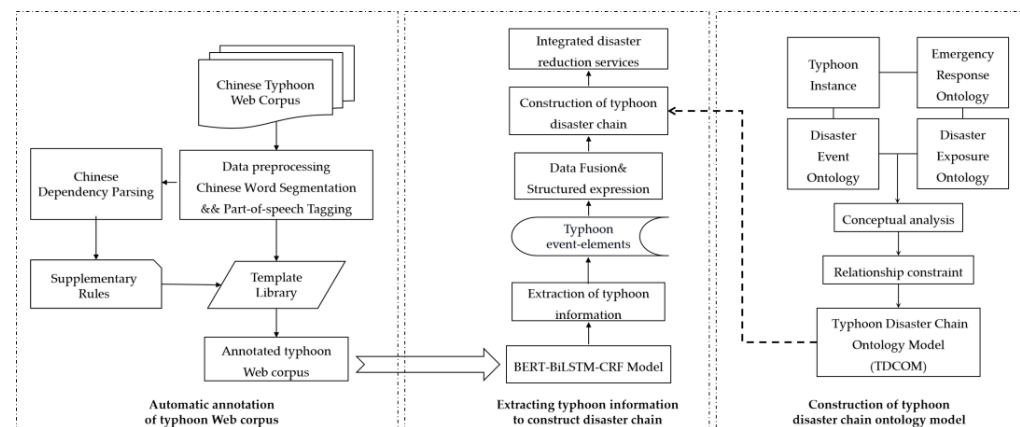 Chinese Typhoon
Web Corpus
Data preprocessing
Chinese Word Segmentation
&& Part-of-speech Tagging
Chinese
Dependency Parsing
Supplementary
Rules
Template
Library
Annotated typhoon
Web corpus
Automatic annotation
of typhoon Web corpus
Integrated disaster
reduction services
Construction of typhoon
disaster chain
Data Fusion&
Structured expression
Typhoon
event-elements
Extraction of typhoon
information
BERT-BiLSTM-CRF Model
Extracting typhoon information
to construct disaster chain
Typhoon
Instance
Emergency
Response
Ontology
Disaster
Event
Ontology
Disaster
Exposure
Ontology
Conceptual analysis
Relationship constraint
Typhoon Disaster Chain
Ontology Model
(TDCOM)
Construction of typhoon
disaster chain ontology model